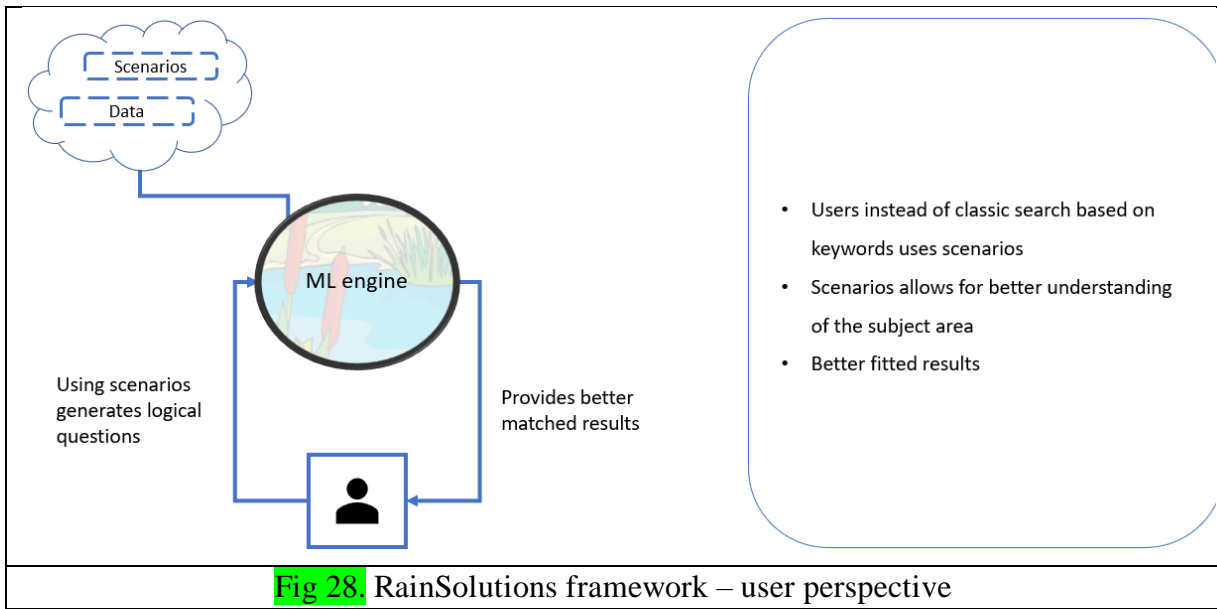 Scenarios
Data
ML engine
Using scenarios
generates logical
questions
Provides better
matched results
• Users instead of classic search based on
keywords uses scenarios
• Scenarios allows for better understanding
of the subject area
• Better fitted results
Fig 28. RainSolutions framework – user perspective